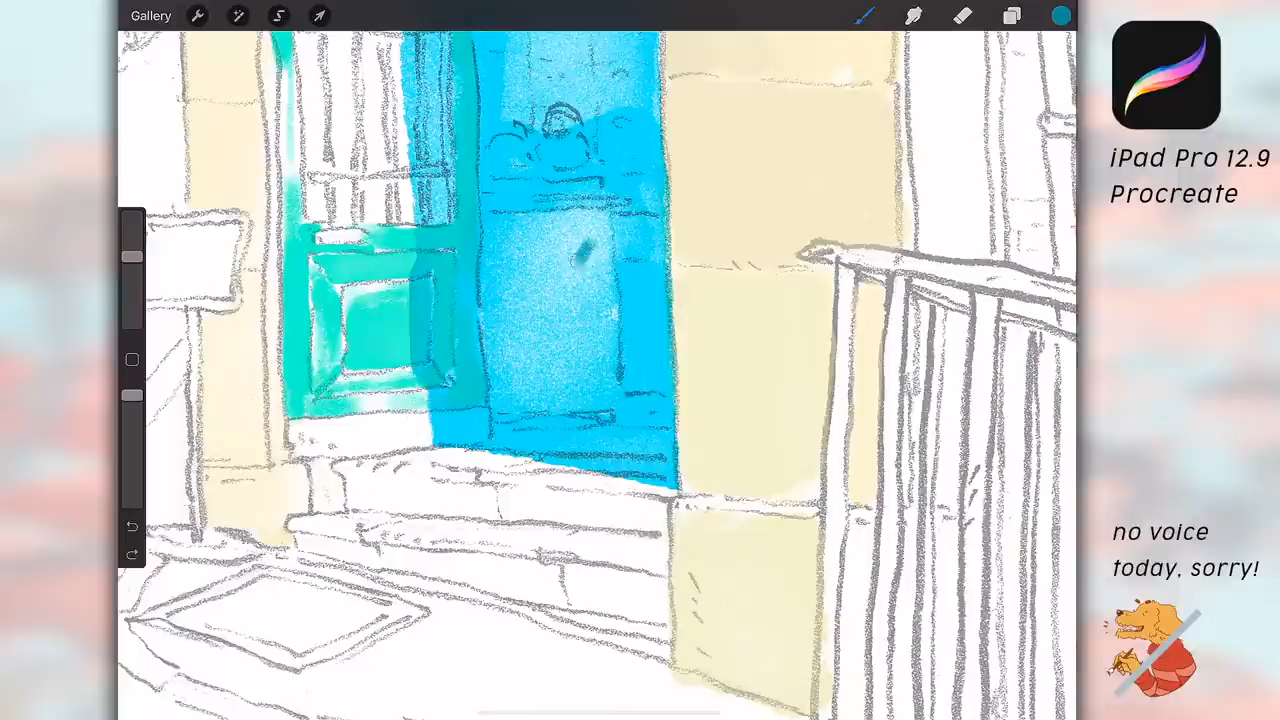 Gallery
iPad Pro 12.9
Procreate
no voice
today, sorry!